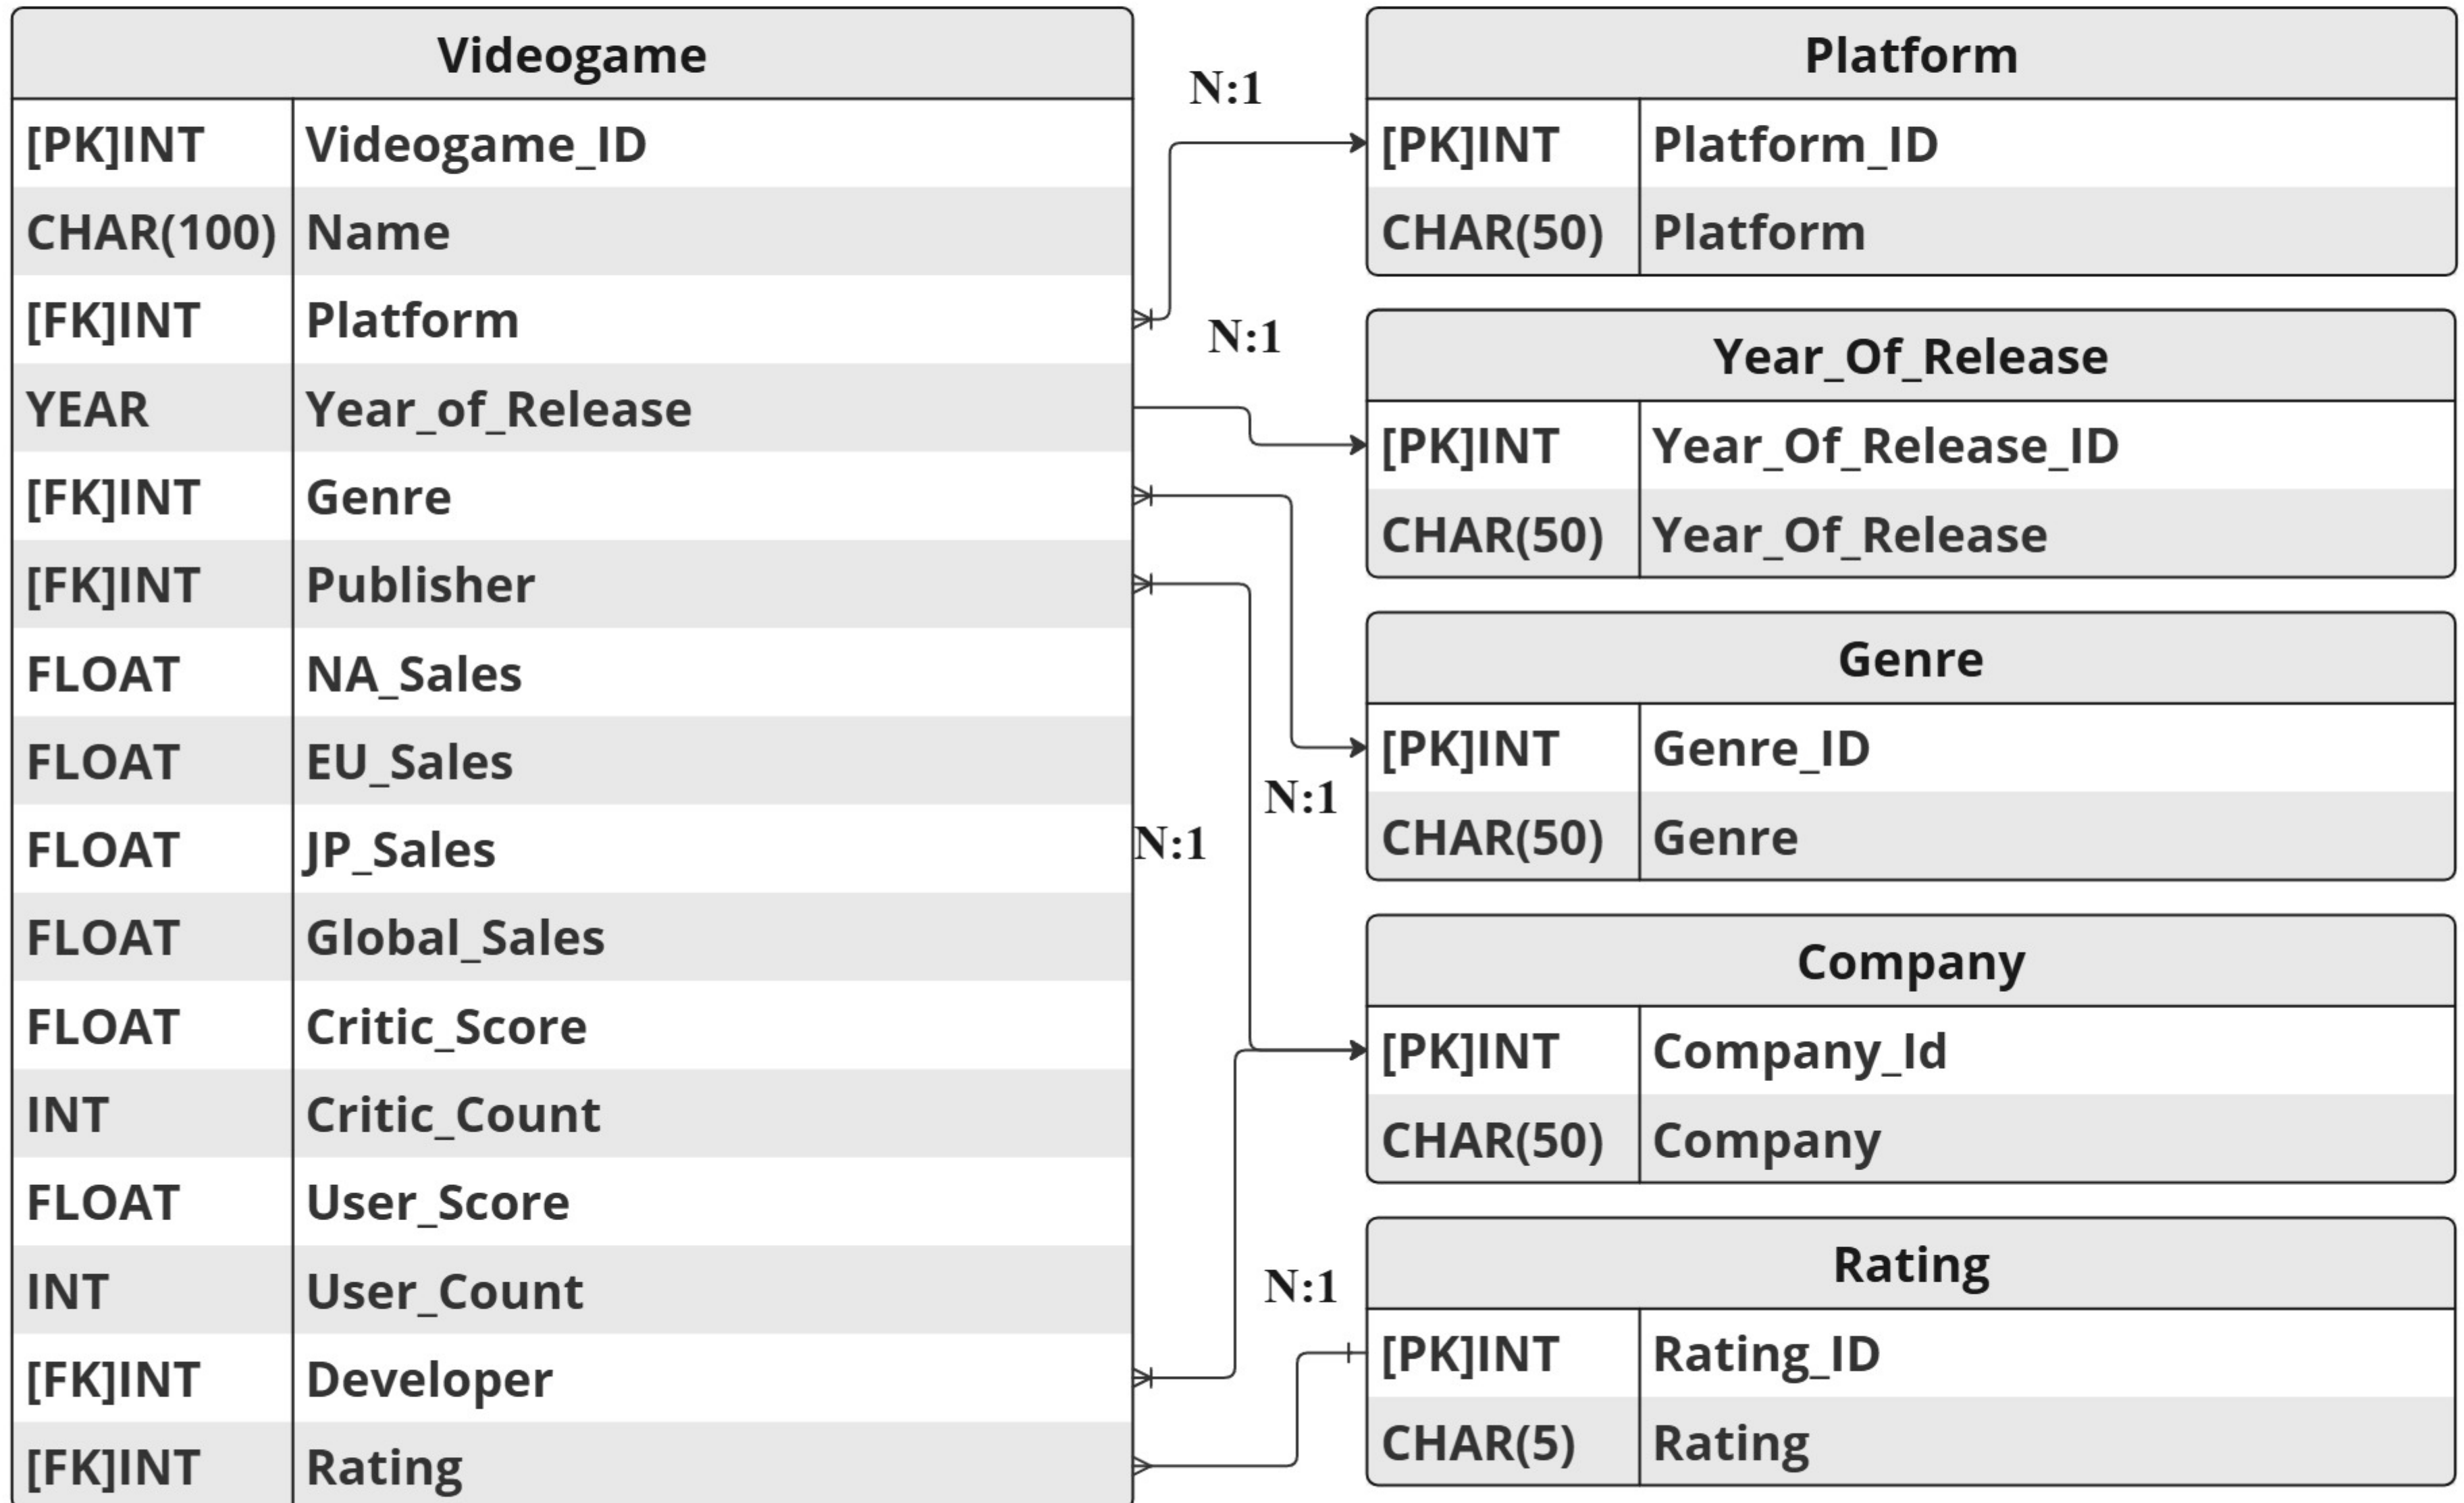 Videogame
[PK]INT Videogame_ID
CHAR(100) Name
[FK]INT Platform
YEAR Year_of_Release
[FK]INT Genre
[FK]INT Publisher
FLOAT NA_Sales
FLOAT EU_Sales
FLOAT JP_Sales
FLOAT Global_Sales
FLOAT Critic_Score
INT Critic_Count
FLOAT User_Score
INT User_Count
[FK]INT Developer
[FK]INT Rating
N:1
N:1
N:1
N:1
N:1
Platform
[PK]INT Platform_ID
CHAR(50) Platform
Year_Of_Release
[PK]INT Year_Of_Release_ID
CHAR(50) Year_Of_Release
Genre
[PK]INT Genre_ID
CHAR(50) Genre
Company
[PK]INT Company_Id
CHAR(50) Company
Rating
[PK]INT Rating_ID
CHAR(5) Rating